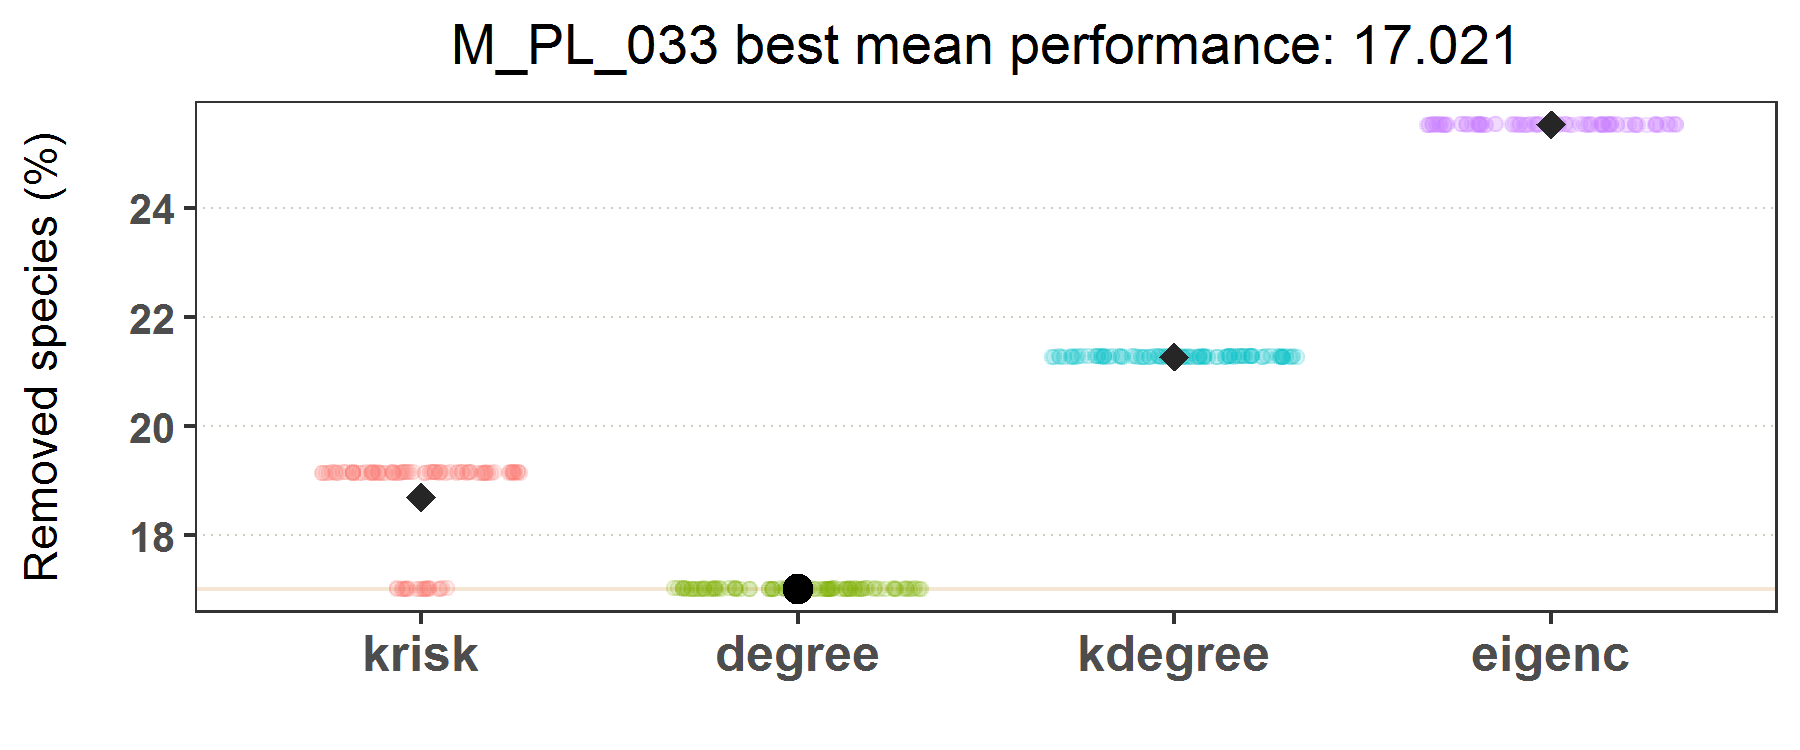 M_PL_033 best mean performance: 17.021
Removed species (%)
24
22
20
18
krisk degree kdegree eigenc